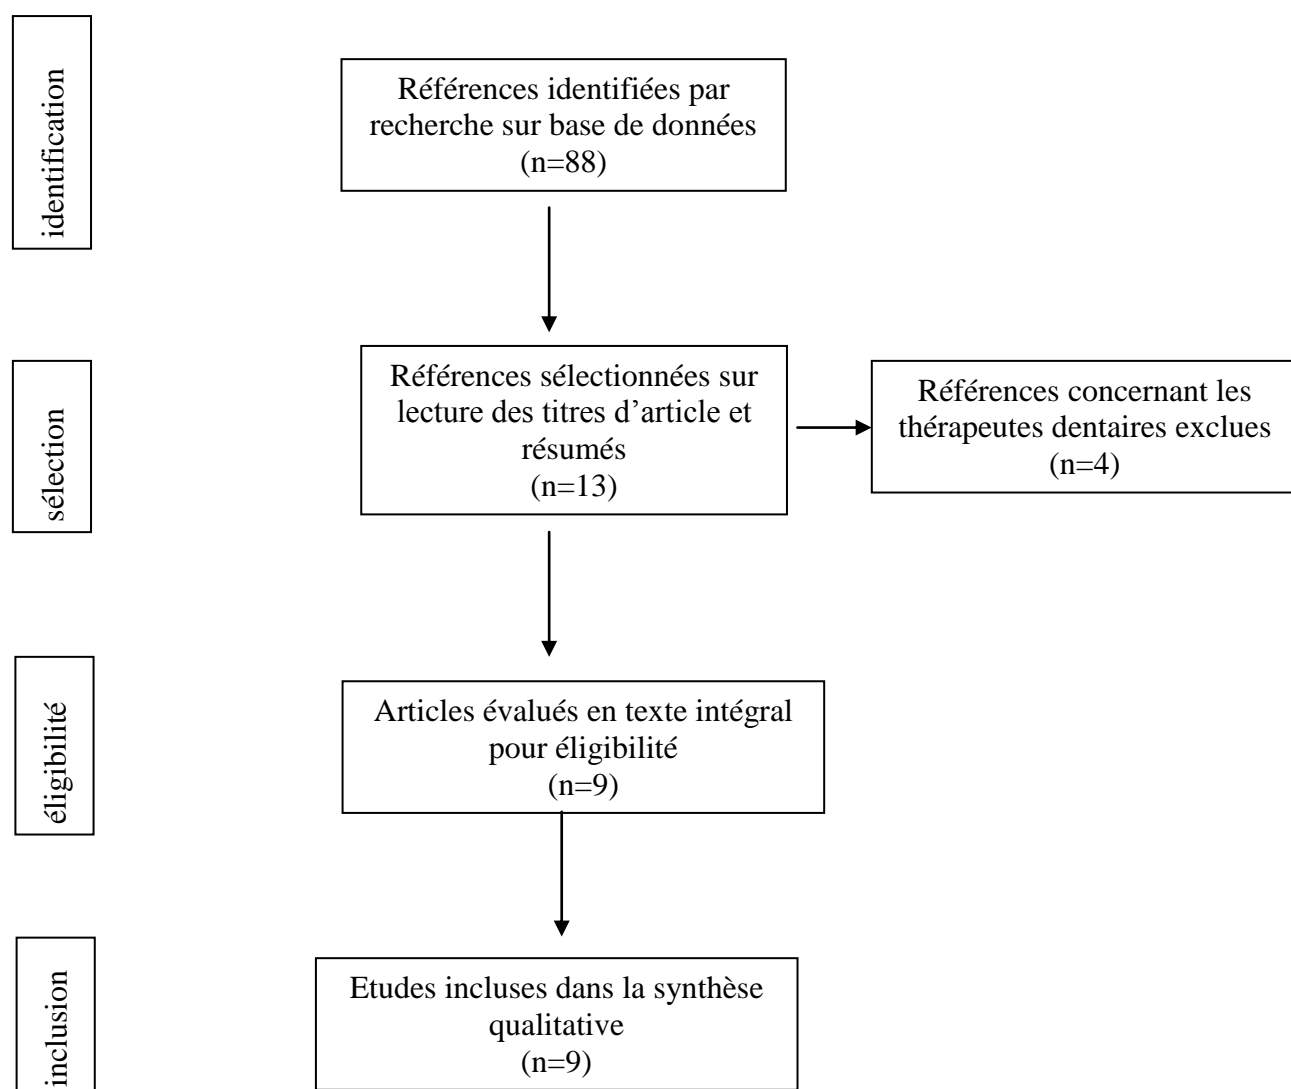 identification
Références identifiées par
recherche sur base de données
(n=88)
sélection
Références sélectionnées sur
lecture des titres d’article et
résumés
(n=13)
Références concernant les
thérapeutes dentaires exclues
(n=4)
éligibilité
Articles évalués en texte intégral
pour éligibilité
(n=9)
inclusion
Etudes incluses dans la synthèse
qualitative
(n=9)